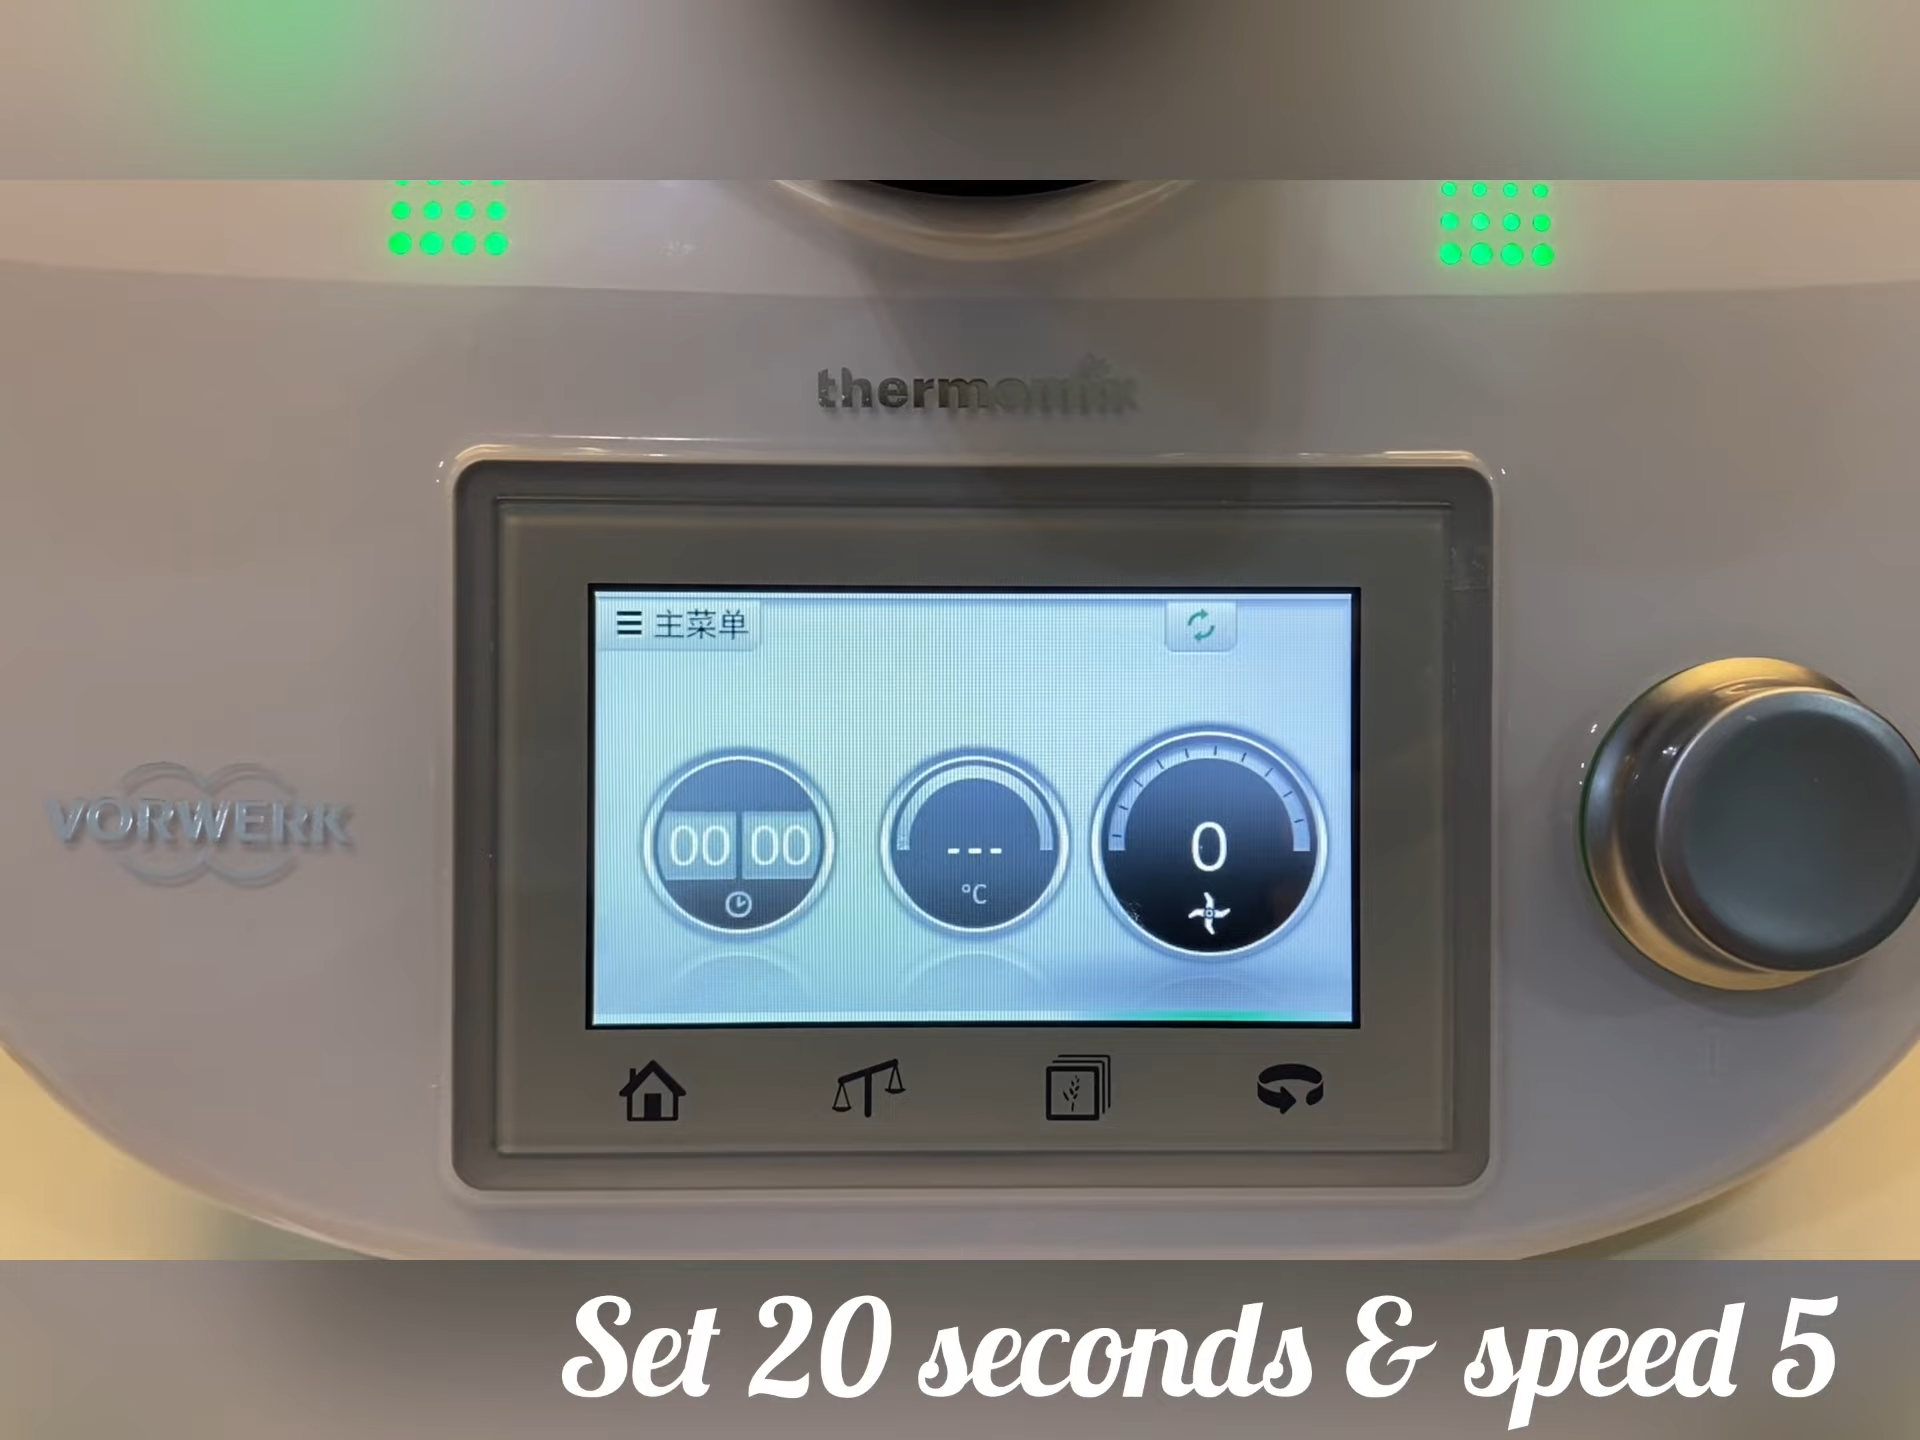 thermomix
主菜单
00 00
---
°C
0
VORWERK
Set 20 seconds & speed 5